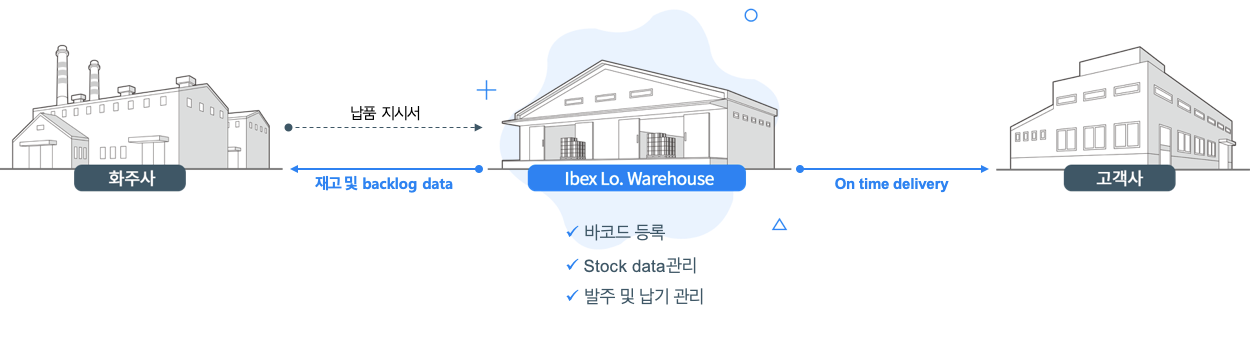 납품 지시서
화주사
재고 및 backlog data
Ibex Lo. Warehouse
On time delivery
고객사
✓ 바코드 등록
✓ Stock data관리
✓ 발주 및 납기 관리